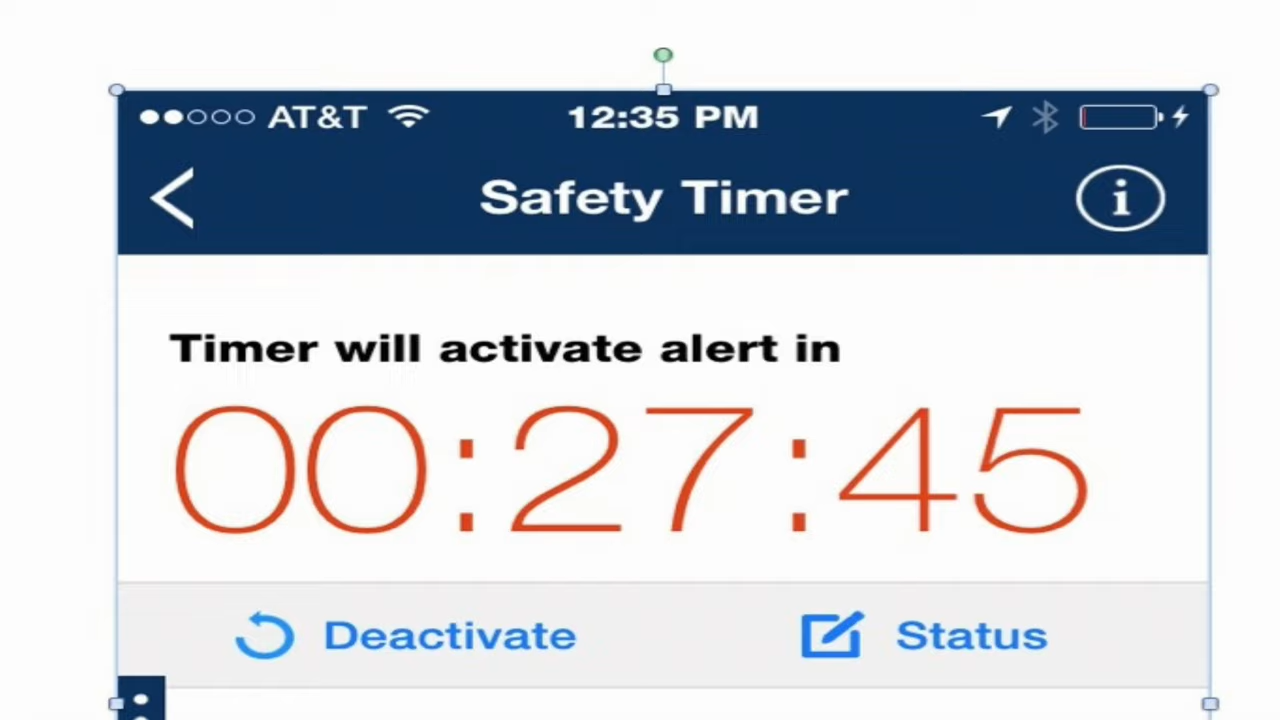 AT&T 12:35 PM
Safety Timer
Timer will activate alert in
00:27:45
Deactivate Status